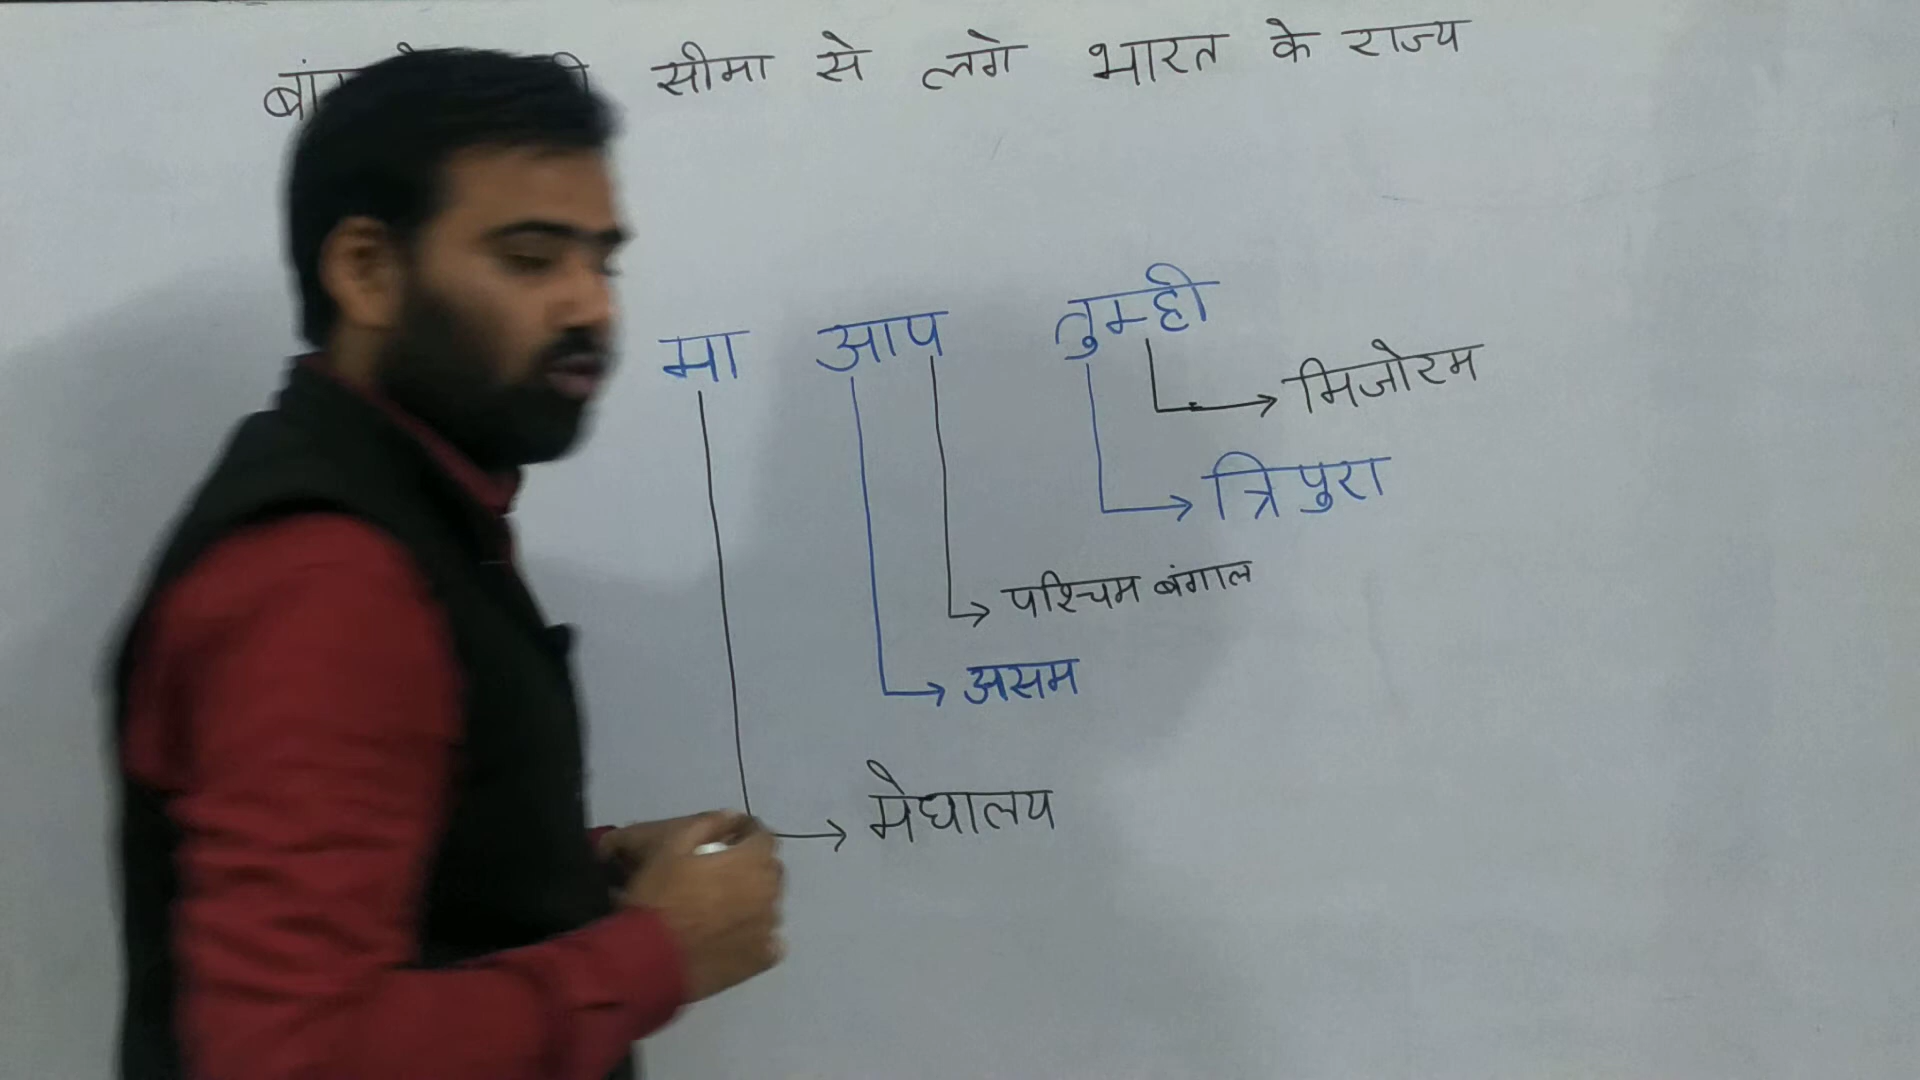 सीमा से लगे भारत के राज्य
मा आप तुम्ही
मिजोरम
त्रिपुरा
पश्चिम बंगाल
असम
मेघालय